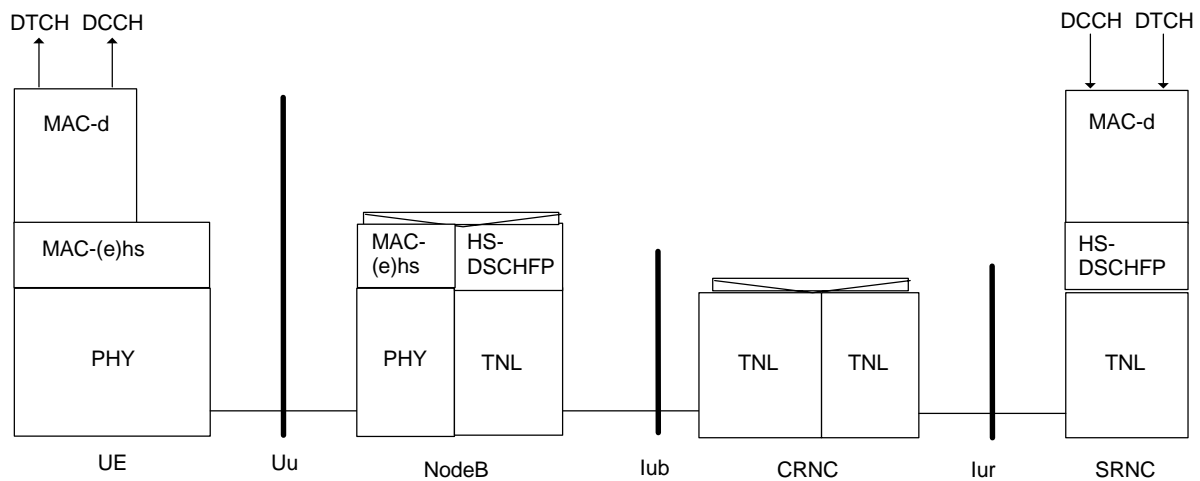 DTCH DCCH
DCCH DTCH
MAC-d
MAC-d
MAC-(e)hs
MAC-
(e)hs
HS-
DSCHFP
HS-
DSCHFP
PHY
PHY
TNL
TNL
TNL
TNL
UE
Uu
NodeB
Iub
CRNC
Iur
SRNC